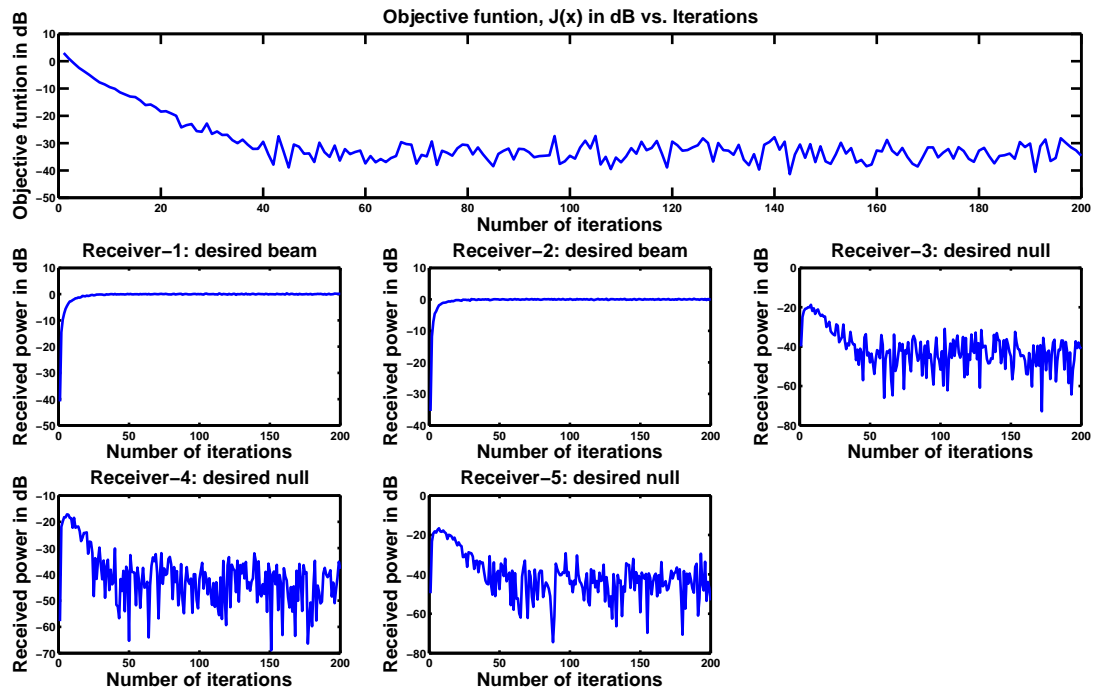 Objective funtion, J(x) in dB vs. Iterations
Objective funtion in dB
10
0
−10
−20
−30
−40
−50
0 20 40 60 80 100 120 140 160 180 200
Number of iterations
Receiver−1: desired beam
Received power in dB
10
0
−10
−20
−30
−40
−50
0 50 100 150 200
Number of iterations
Receiver−2: desired beam
Received power in dB
10
0
−10
−20
−30
−40
0 50 100 150 200
Number of iterations
Receiver−3: desired null
Received power in dB
0
−20
−40
−60
−80
0 50 100 150 200
Number of iterations
Receiver−4: desired null
Received power in dB
−10
−20
−30
−40
−50
−60
−70
0 50 100 150 200
Number of iterations
Receiver−5: desired null
Received power in dB
0
−20
−40
−60
−80
0 50 100 150 200
Number of iterations